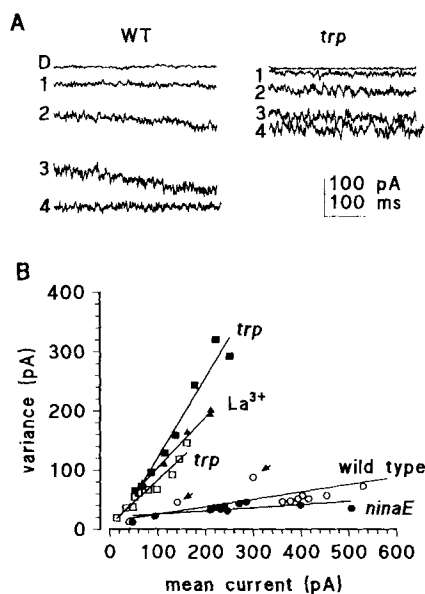 A
WT
trp
D
1
2
3
4
1
2
3
4
100 pA
100 ms
B
400
300
200
100
0
variance (pA)
trp
La3+
trp
wild type
ninaE
0 100 200 300 400 500 600
mean current (pA)